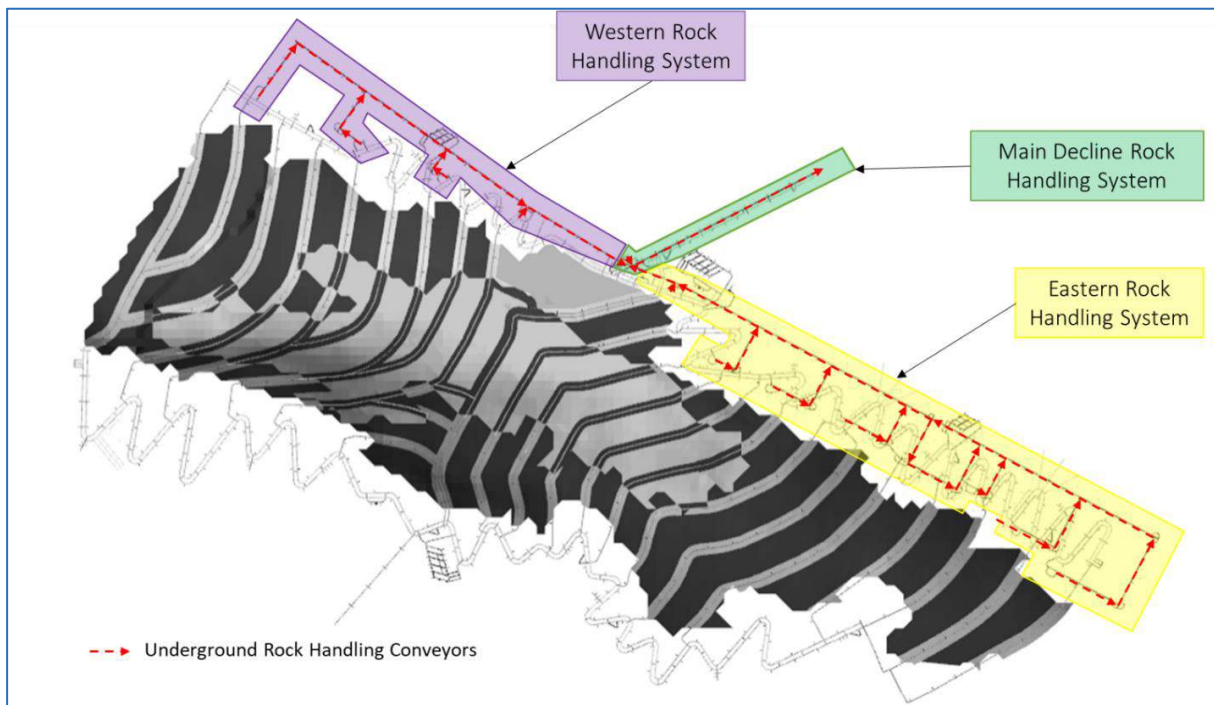 Western Rock
Handling System
Main Decline Rock
Handling System
Eastern Rock
Handling System
Underground Rock Handling Conveyors